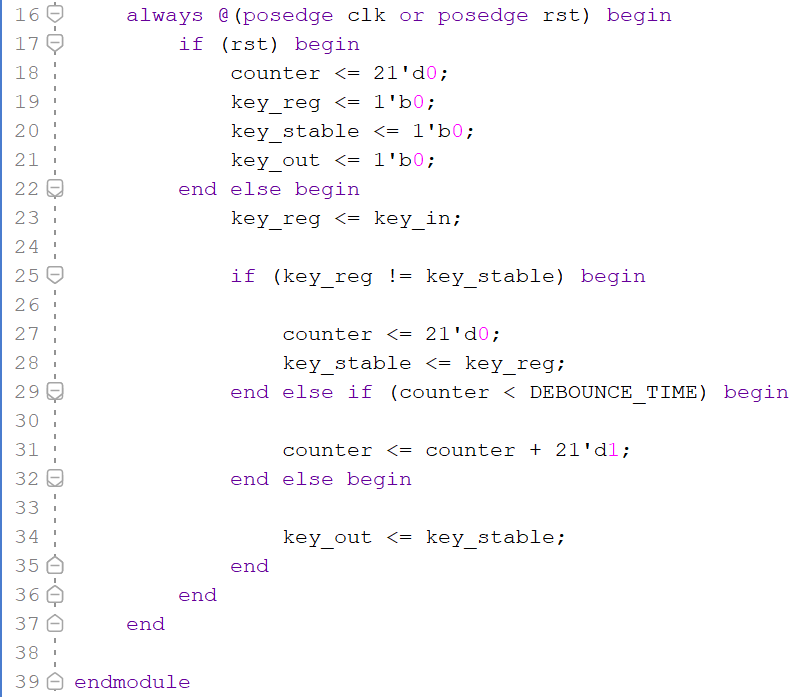 16 always @(posedge clk or posedge rst) begin
17 if (rst) begin
18 counter <= 21'd0;
19 key_reg <= 1'b0;
20 key_stable <= 1'b0;
21 key_out <= 1'b0;
22 end else begin
23 key_reg <= key_in;
24
25 if (key_reg != key_stable) begin
26
27 counter <= 21'd0;
28 key_stable <= key_reg;
29 end else if (counter < DEBOUNCE_TIME) begin
30
31 counter <= counter + 21'd1;
32 end else begin
33
34 key_out <= key_stable;
35 end
36 end
37 end
38
39 endmodule